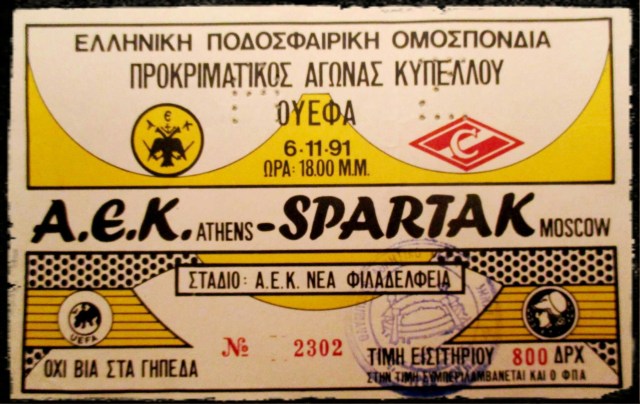 ΕΛΛΗΝΙΚΗ ΠΟΔΟΣΦΑΙΡΙΚΗ ΟΜΟΣΠΟΝΔΙΑ
ΠΡΟΚΡΙΜΑΤΙΚΟΣ ΑΓΩΝΑΣ ΚΥΠΕΛΛΟΥ
ΟΥΕΦΑ
Α Ε Κ
6·11·91
ΩΡΑ: 18.00 Μ.Μ.
A.E.K. ATHENS-SPARTAK MOSCOW
ΣΤΑΔΙΟ: Α.Ε.Κ. ΝΕΑ ΦΙΛΑΔΕΛΦΕΙΑ
UEFA
№ 2302
ΟΧΙ ΒΙΑ ΣΤΑ ΓΗΠΕΔΑ
ΤΙΜΗ ΕΙΣΙΤΗΡΙΟΥ 800 ΔΡΧ
ΣΤΗΝ ΤΙΜΗ ΣΥΜΠΕΡΙΛΑΜΒΑΝΕΤΑΙ ΚΑΙ Ο ΦΠΑ